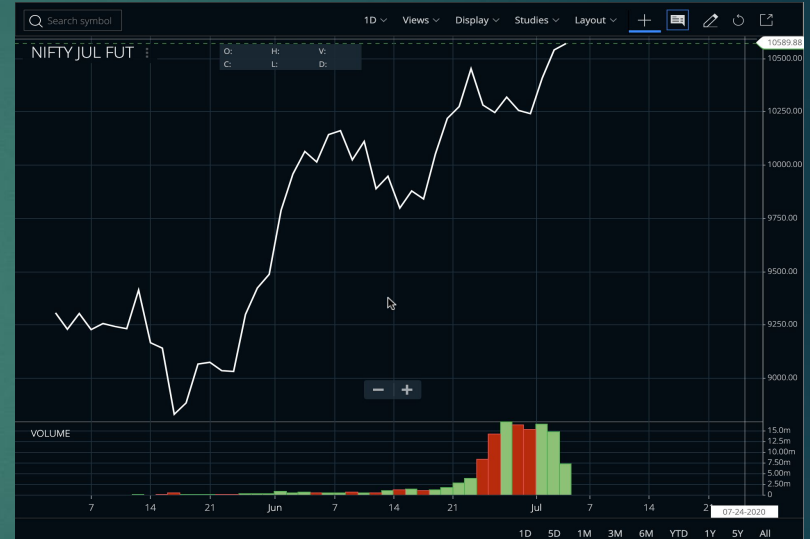 Search symbol 1D Views Display Studies Layout
NIFTY JUL FUT
O: H: V:
C: L: D:
10589.88
10500.00
10250.00
10000.00
9750.00
9500.00
9250.00
9000.00
VOLUME
15.0m
12.5m
10.00m
7.50m
5.00m
2.50m
0
7 14 21 Jun 7 14 21 Jul 7 14
07-24-2020
1D 5D 1M 3M 6M YTD 1Y 5Y All